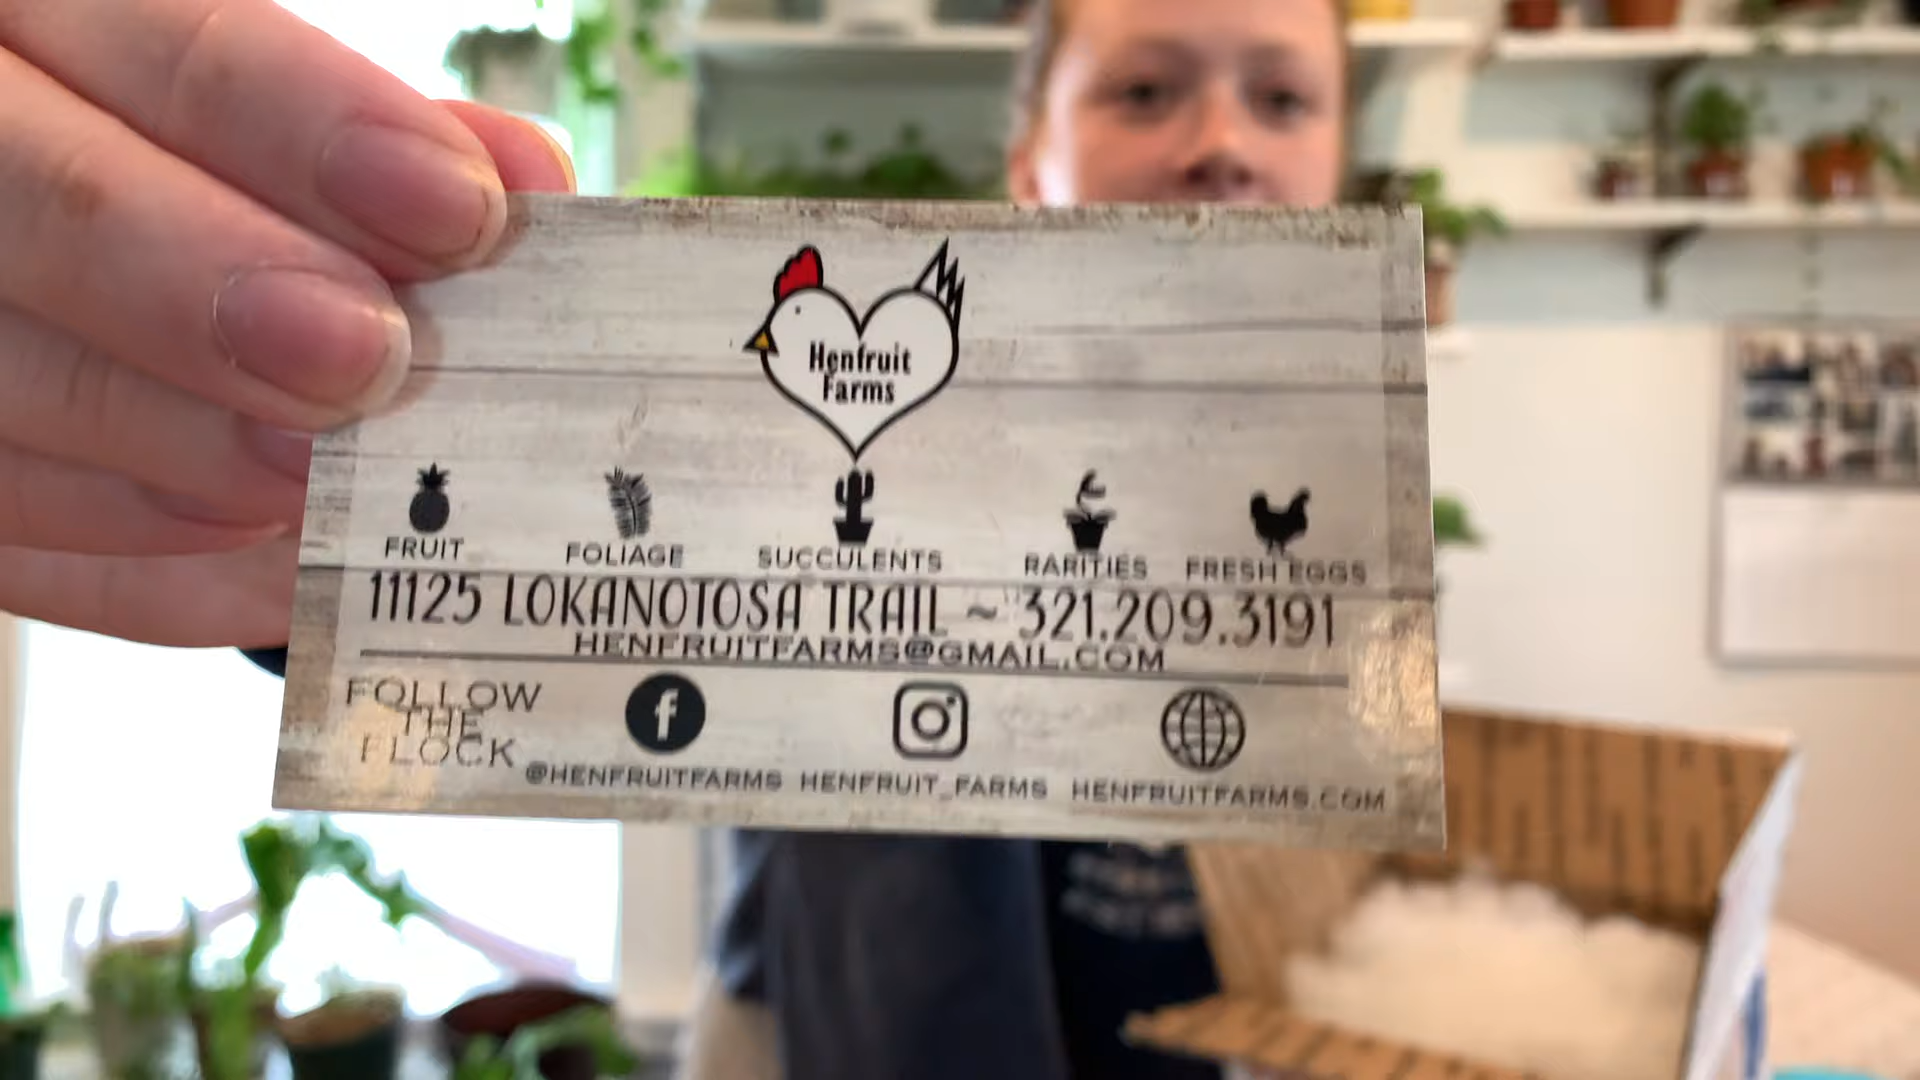 Henfruit
Farms
FRUIT FOLIAGE SUCCULENTS RARITIES FRESH EGGS
11125 LOKANOTOSA TRAIL ~ 321.209.3191
HENFRUITFARMS@GMAIL.COM
FOLLOW
THE
FLOCK
@HENFRUITFARMS HENFRUIT_FARMS HENFRUITFARMS.COM